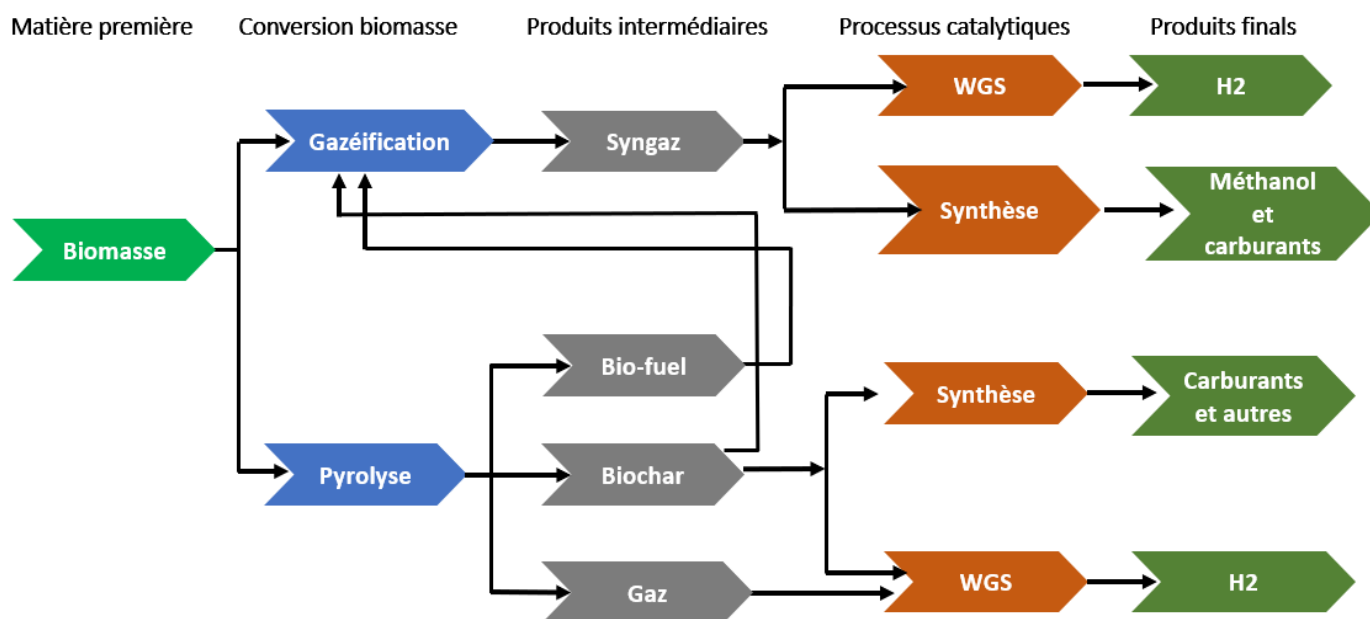 Matière première
Conversion biomasse
Produits intermédiaires
Processus catalytiques
Produits finals
WGS
H2
Gazéification
Syngaz
Synthèse
Méthanol
et
carburants
Biomasse
Bio-fuel
Synthèse
Carburants
et autres
Pyrolyse
Biochar
Gaz
WGS
H2